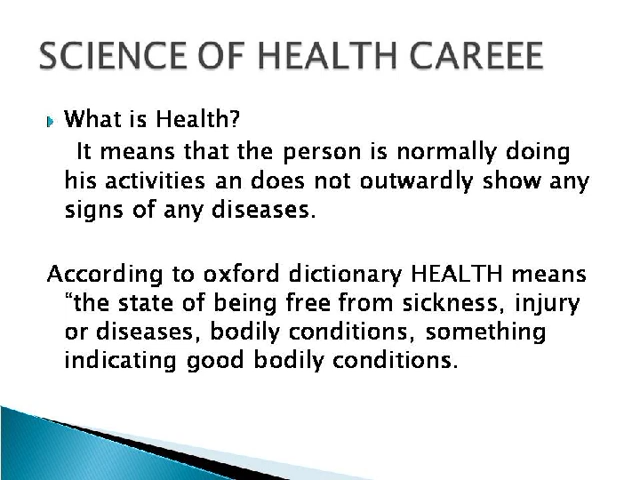 SCIENCE OF HEALTH CAREEE
What is Health?
It means that the person is normally doing
his activities an does not outwardly show any
signs of any diseases.
According to oxford dictionary HEALTH means
“the state of being free from sickness, injury
or diseases, bodily conditions, something
indicating good bodily conditions.